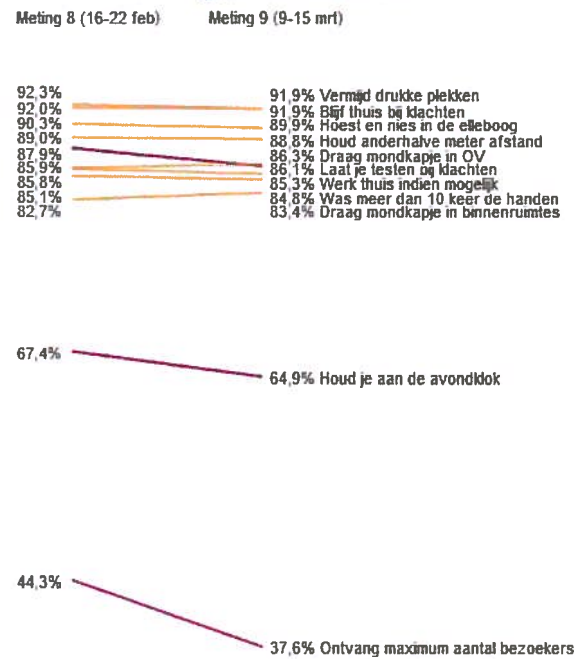 Meting 8 (16-22 feb) Meting 9 (9-15 mrt)
92,3%
92,0%
90,3%
89,0%
87,9%
85,9%
85,8%
85,1%
82,7%
91,9% Vermijd drukke plekken
91,9% Blijf thuis bij klachten
89,9% Hoest en nies in de elleboog
88,8% Houd anderhalve meter afstand
86,3% Draag mondkapje in OV
86,1% Laat je testen bij klachten
85,3% Werk thuis indien mogelijk
84,8% Was meer dan 10 keer de handen
83,4% Draag mondkapje in binnenruimtes
67,4%
64,9% Houd je aan de avondklok
44,3%
37,6% Ontvang maximum aantal bezoekers